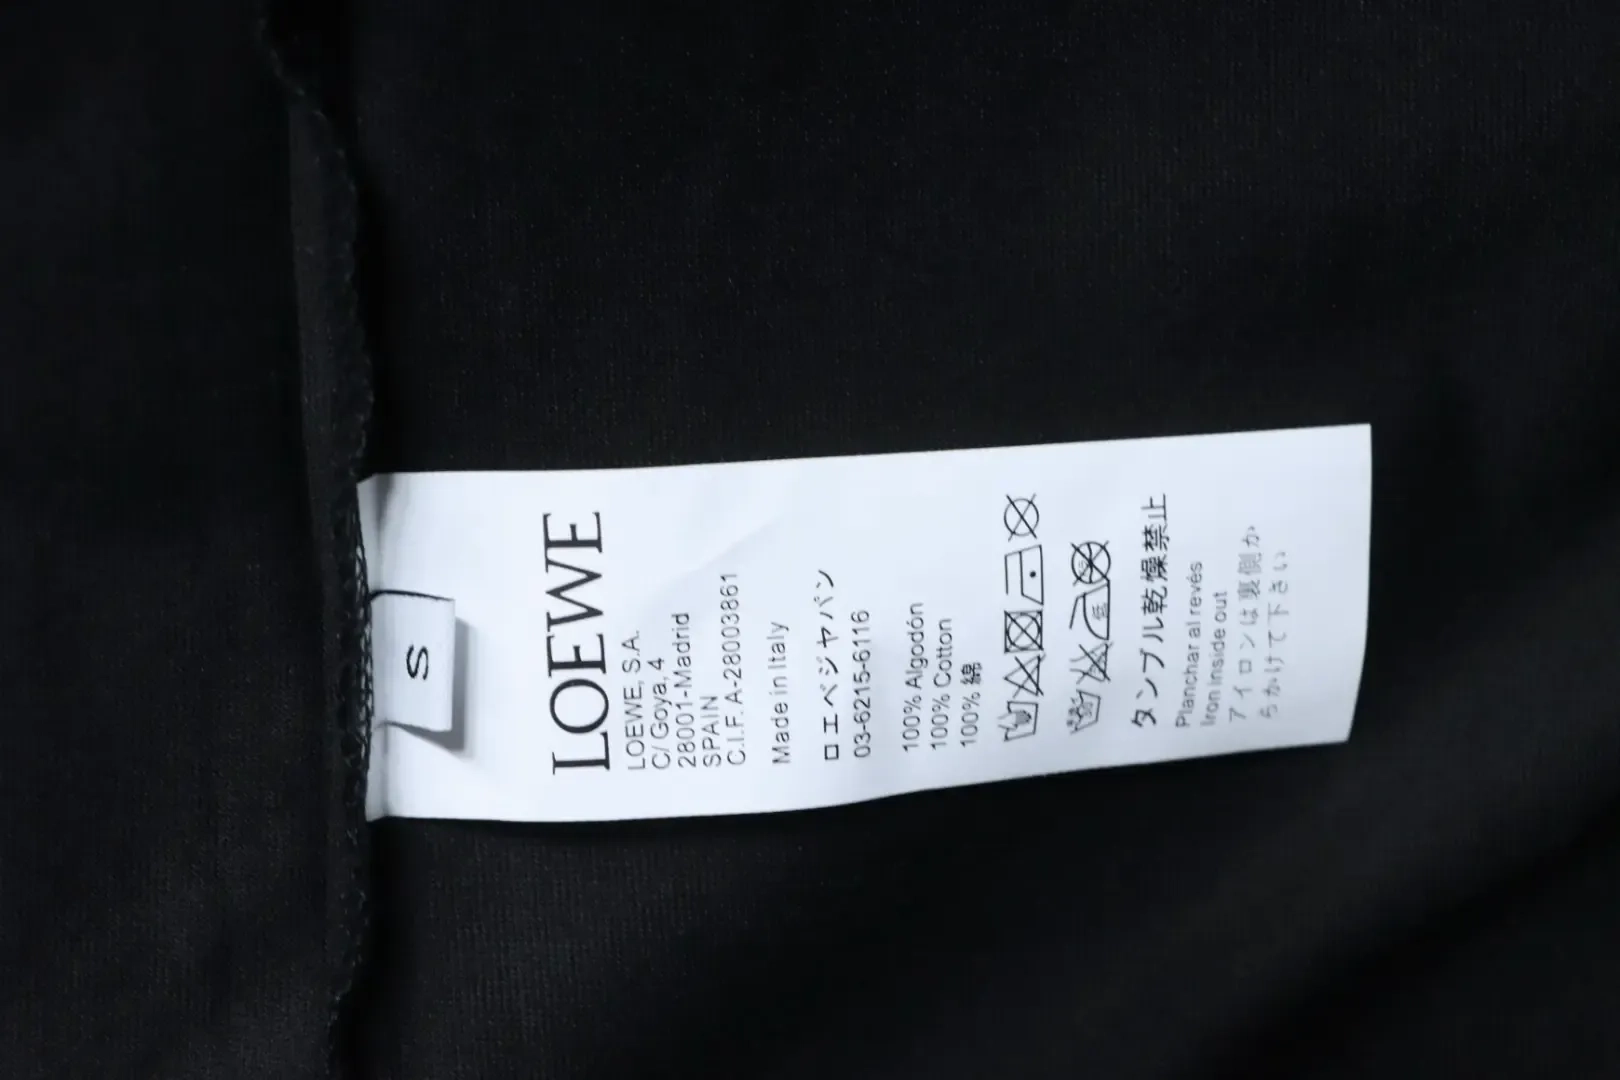 S
LOEWE
LOEWE, S.A.
C/ Goya, 4
28001-Madrid
SPAIN
C.I.F. A-28003861
Made in Italy
ロエベジャパン
03-6215-6116
100% Algodón
100% Cotton
100% 綿
タンブル乾燥禁止
Planchar al revés
Iron inside out
アイロンは裏側か
らかけて下さい